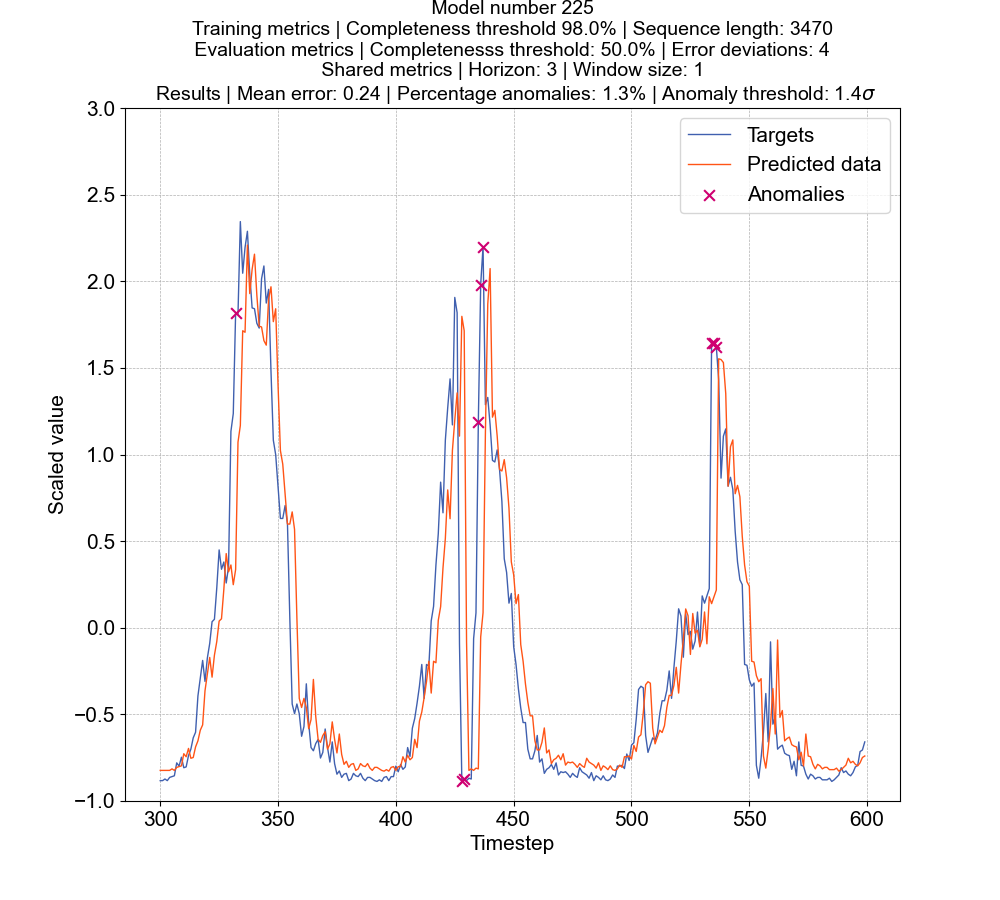 Model number 225
Training metrics | Completeness threshold 98.0% | Sequence length: 3470
Evaluation metrics | Completenesss threshold: 50.0% | Error deviations: 4
Shared metrics | Horizon: 3 | Window size: 1
Results | Mean error: 0.24 | Percentage anomalies: 1.3% | Anomaly threshold: 1.4σ
3.0
2.5
2.0
1.5
1.0
0.5
0.0
−0.5
−1.0
Scaled value
Targets
Predicted data
Anomalies
300 350 400 450 500 550 600
Timestep